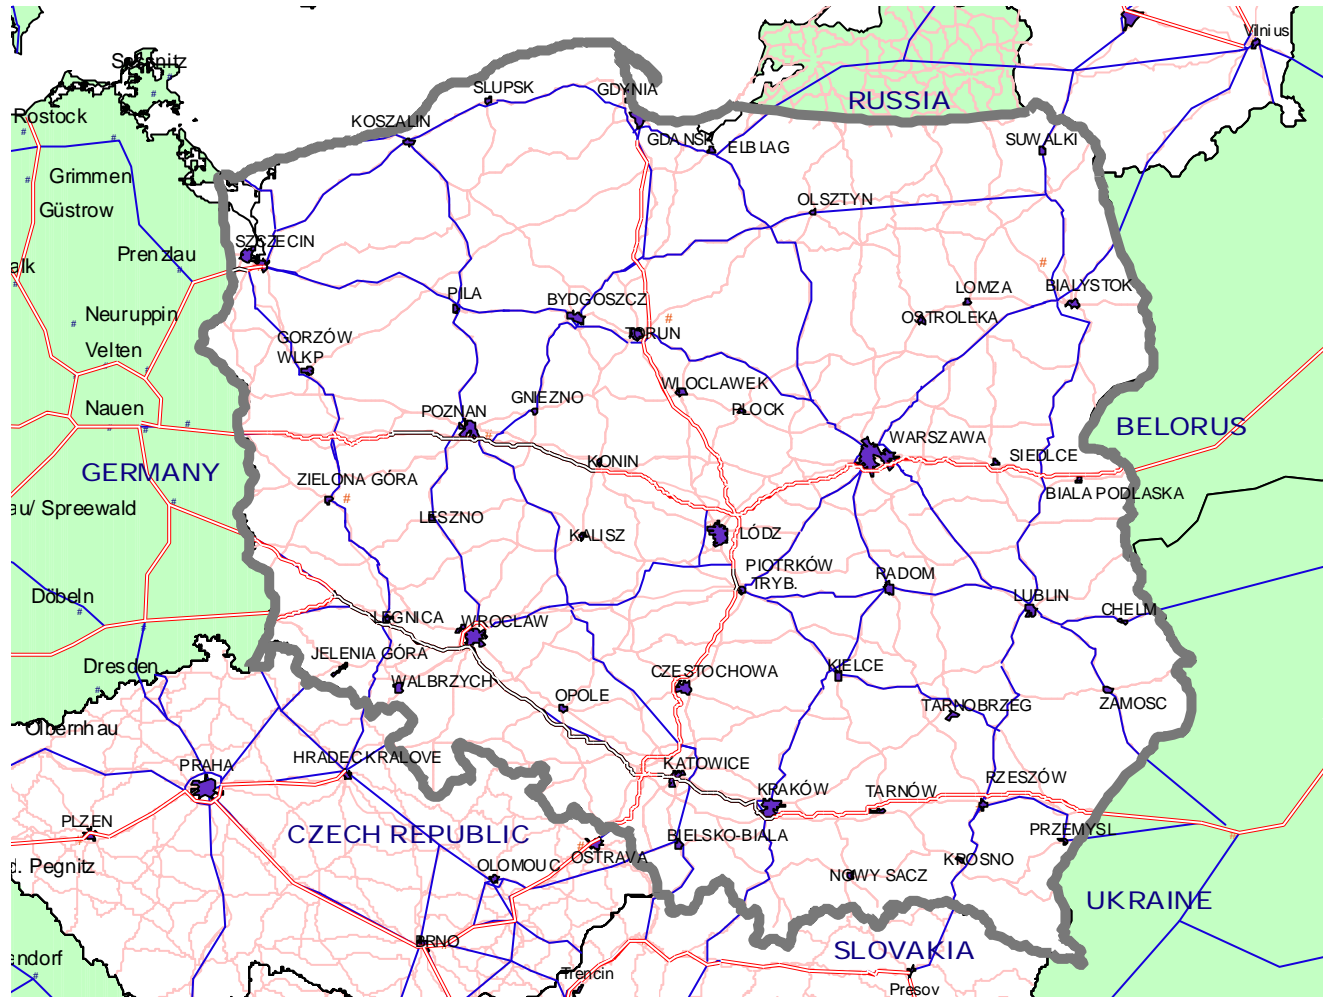 Vilnius
Sassnitz
SLUPSK
GDYNIA
RUSSIA
Rostock
KOSZALIN
GDANSK
ELBLAG
SUWALKI
Grimmen
OLSZTYN
Güstrow
SZCZECIN
Prenzlau
alk
PILA
BYDGOSZCZ
LOMZA
BIALYSTOK
Neuruppin
TORUN
OSTROLEKA
GORZÓW
WLKP
Velten
WLOCLAWEK
GNIEZNO
PLOCK
Nauen
POZNAN
BELORUS
WARSZAWA
SIEDLCE
KONIN
GERMANY
ZIELONA GÓRA
BIALA PODLASKA
au/ Spreewald
LESZNO
KALISZ
LÓDZ
PIOTRKÓW
TRYB.
RADOM
Döbeln
LUBLIN
CHELM
LEGNICA
WROCLAW
JELENIA GÓRA
Dresden
CZESTOCHOWA
KIELCE
WALBRZYCH
OPOLE
TARNOBRZEG
ZAMOSC
Olbernhau
PRAHA
HRADEC KRALOVE
KATOWICE
KRAKÓW
TARNÓW
RZESZÓW
PLZEN
CZECH REPUBLIC
BIELSKO-BIALA
PRZEMYSL
d. Pegnitz
OLOMOUC
OSTRAVA
NOWY SACZ
KROSNO
UKRAINE
BRNO
SLOVAKIA
andorf
Trencin
Presov